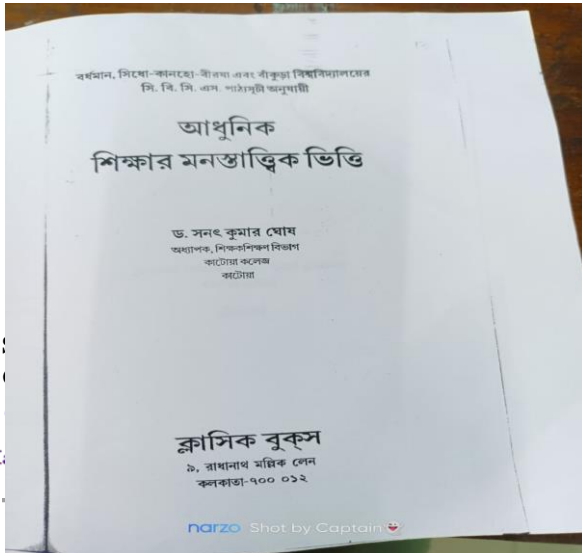 বর্ধমান, সিধো-কানহো-বীরসা এবং বাঁকুড়া বিশ্ববিদ্যালয়ের
সি. বি. সি. এস. পাঠ্যসূচী অনুযায়ী
আধুনিক
শিক্ষার মনস্তাত্ত্বিক ভিত্তি
ড. সনৎ কুমার ঘোষ
অধ্যাপক, শিক্ষকশিক্ষণ বিভাগ
কাটোয়া কলেজ
কাটোয়া
ক্লাসিক বুক্‌স
৯, রাধানাথ মল্লিক লেন
কলকাতা-৭০০ ০১২
narzo Shot by Captain